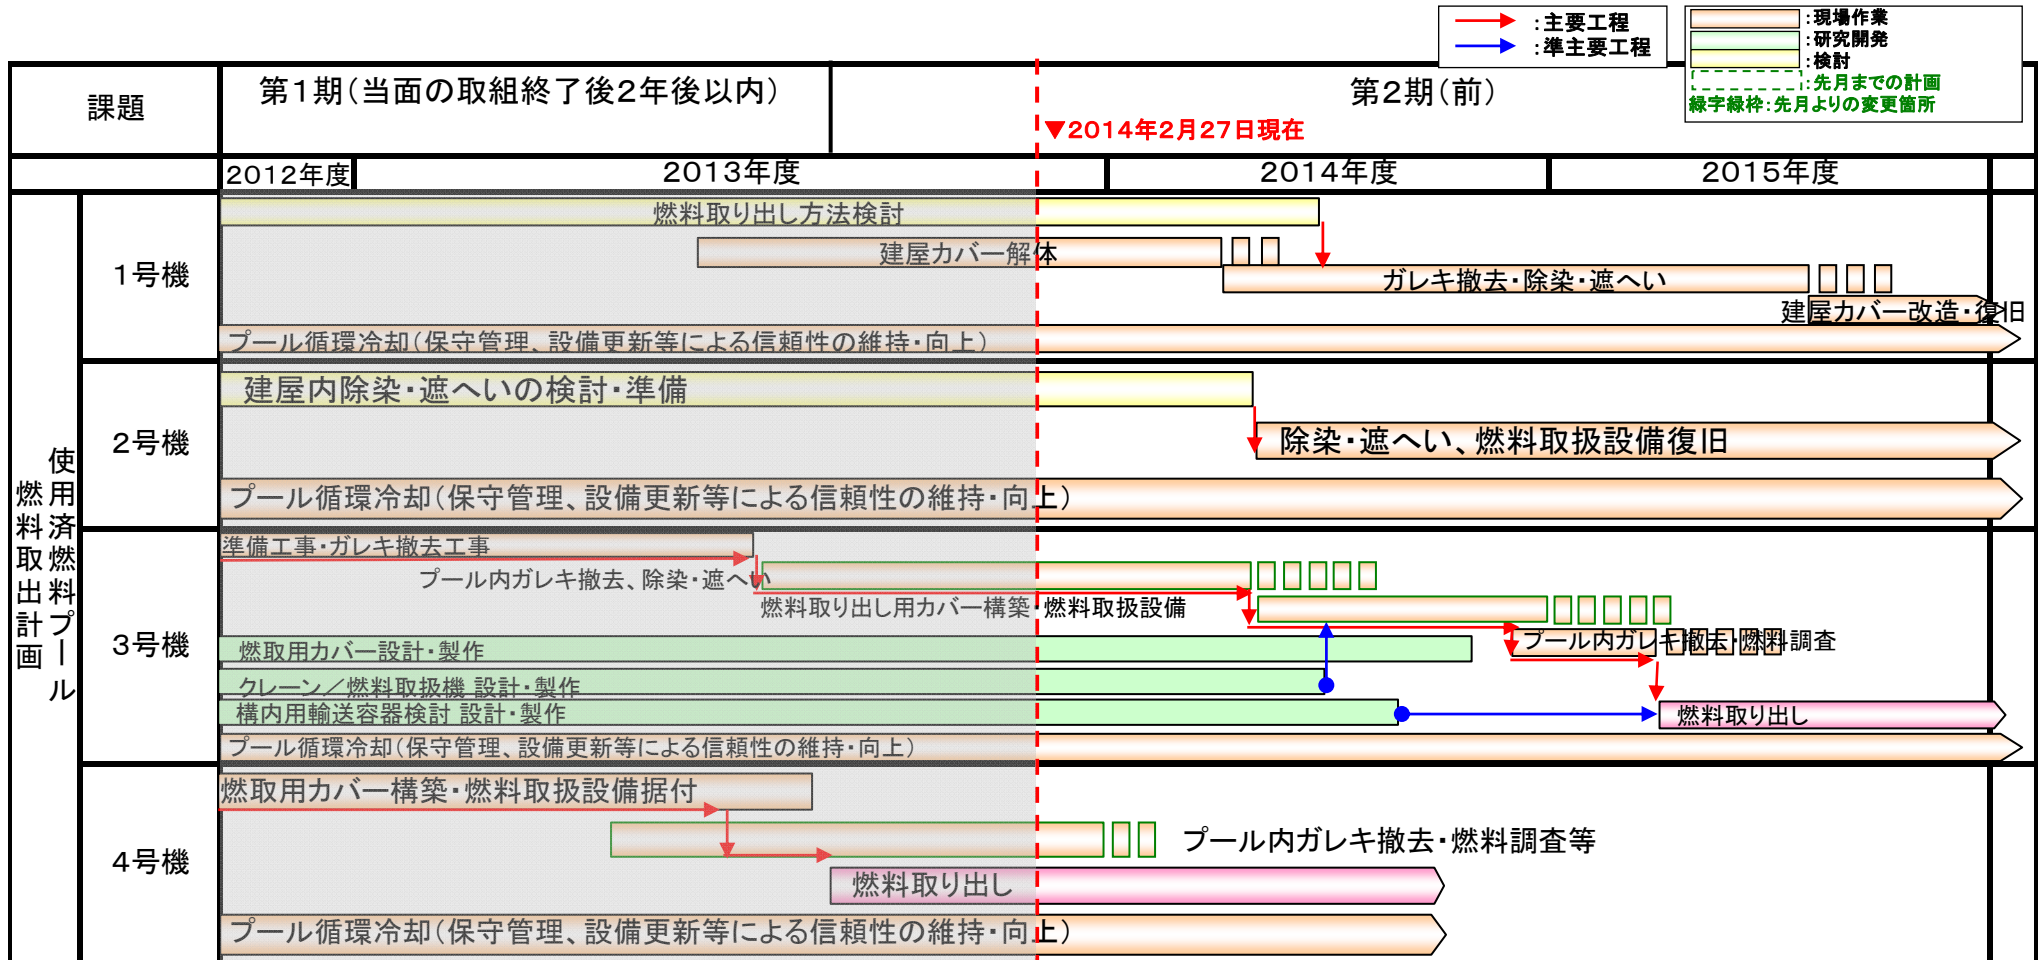 :主要工程
:準主要工程
:現場作業
:研究開発
:検討
:先月までの計画
緑字緑枠:先月よりの変更箇所
課題
第1期(当面の取組終了後2年後以内)
第2期(前)
▼2014年2月27日現在
2012年度
2013年度
2014年度
2015年度
使用済燃料プール
燃料取出計画
1号機
燃料取り出し方法検討
建屋カバー解体
ガレキ撤去・除染・遮へい
建屋カバー改造・復旧
プール循環冷却(保守管理、設備更新等による信頼性の維持・向上)
2号機
建屋内除染・遮へいの検討・準備
除染・遮へい、燃料取扱設備復旧
プール循環冷却(保守管理、設備更新等による信頼性の維持・向上)
3号機
準備工事・ガレキ撤去工事
プール内ガレキ撤去、除染・遮へい
燃料取り出し用カバー構築・燃料取扱設備
プール内ガレキ撤去・燃料調査
燃取用カバー設計・製作
クレーン/燃料取扱機 設計・製作
構内用輸送容器検討 設計・製作
燃料取り出し
プール循環冷却(保守管理、設備更新等による信頼性の維持・向上)
4号機
燃取用カバー構築・燃料取扱設備据付
プール内ガレキ撤去・燃料調査等
燃料取り出し
プール循環冷却(保守管理、設備更新等による信頼性の維持・向上)